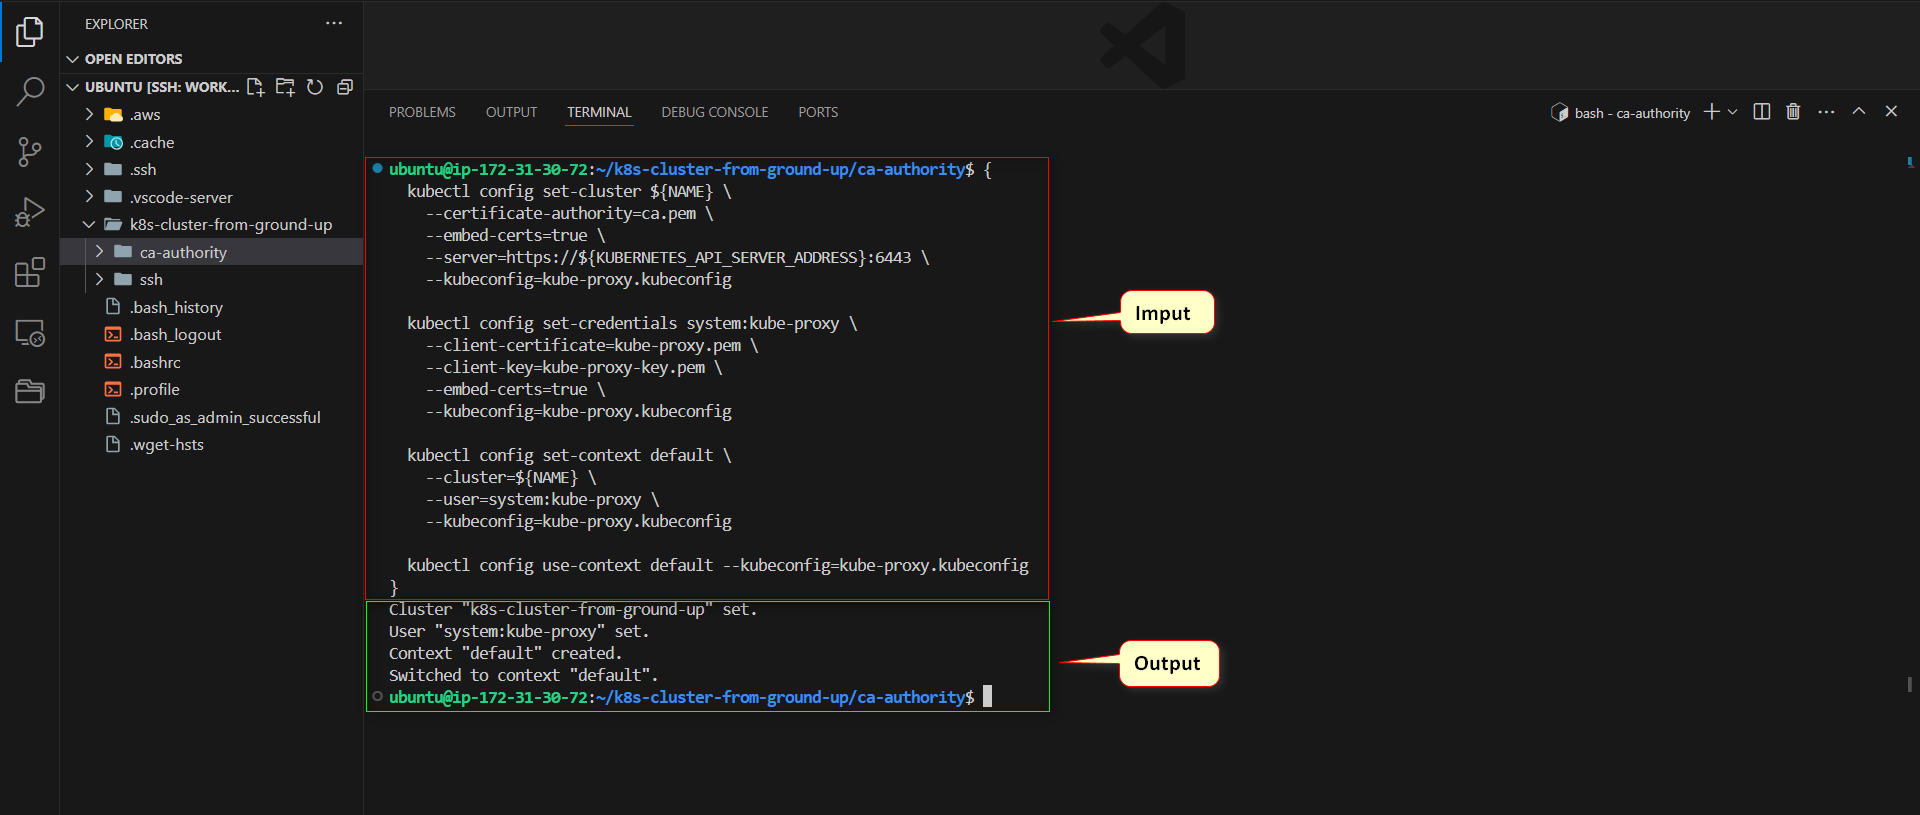 EXPLORER
OPEN EDITORS
UBUNTU [SSH: WORK...
.aws
.cache
.ssh
.vscode-server
k8s-cluster-from-ground-up
ca-authority
ssh
.bash_history
.bash_logout
.bashrc
.profile
.sudo_as_admin_successful
.wget-hsts
PROBLEMS OUTPUT TERMINAL DEBUG CONSOLE PORTS
bash - ca-authority
ubuntu@ip-172-31-30-72:~/k8s-cluster-from-ground-up/ca-authority$ {
kubectl config set-cluster ${NAME} \
--certificate-authority=ca.pem \
--embed-certs=true \
--server=https://${KUBERNETES_API_SERVER_ADDRESS}:6443 \
--kubeconfig=kube-proxy.kubeconfig
kubectl config set-credentials system:kube-proxy \
--client-certificate=kube-proxy.pem \
--client-key=kube-proxy-key.pem \
--embed-certs=true \
--kubeconfig=kube-proxy.kubeconfig
kubectl config set-context default \
--cluster=${NAME} \
--user=system:kube-proxy \
--kubeconfig=kube-proxy.kubeconfig
kubectl config use-context default --kubeconfig=kube-proxy.kubeconfig
}
Imput
Cluster "k8s-cluster-from-ground-up" set.
User "system:kube-proxy" set.
Context "default" created.
Switched to context "default".
ubuntu@ip-172-31-30-72:~/k8s-cluster-from-ground-up/ca-authority$
Output